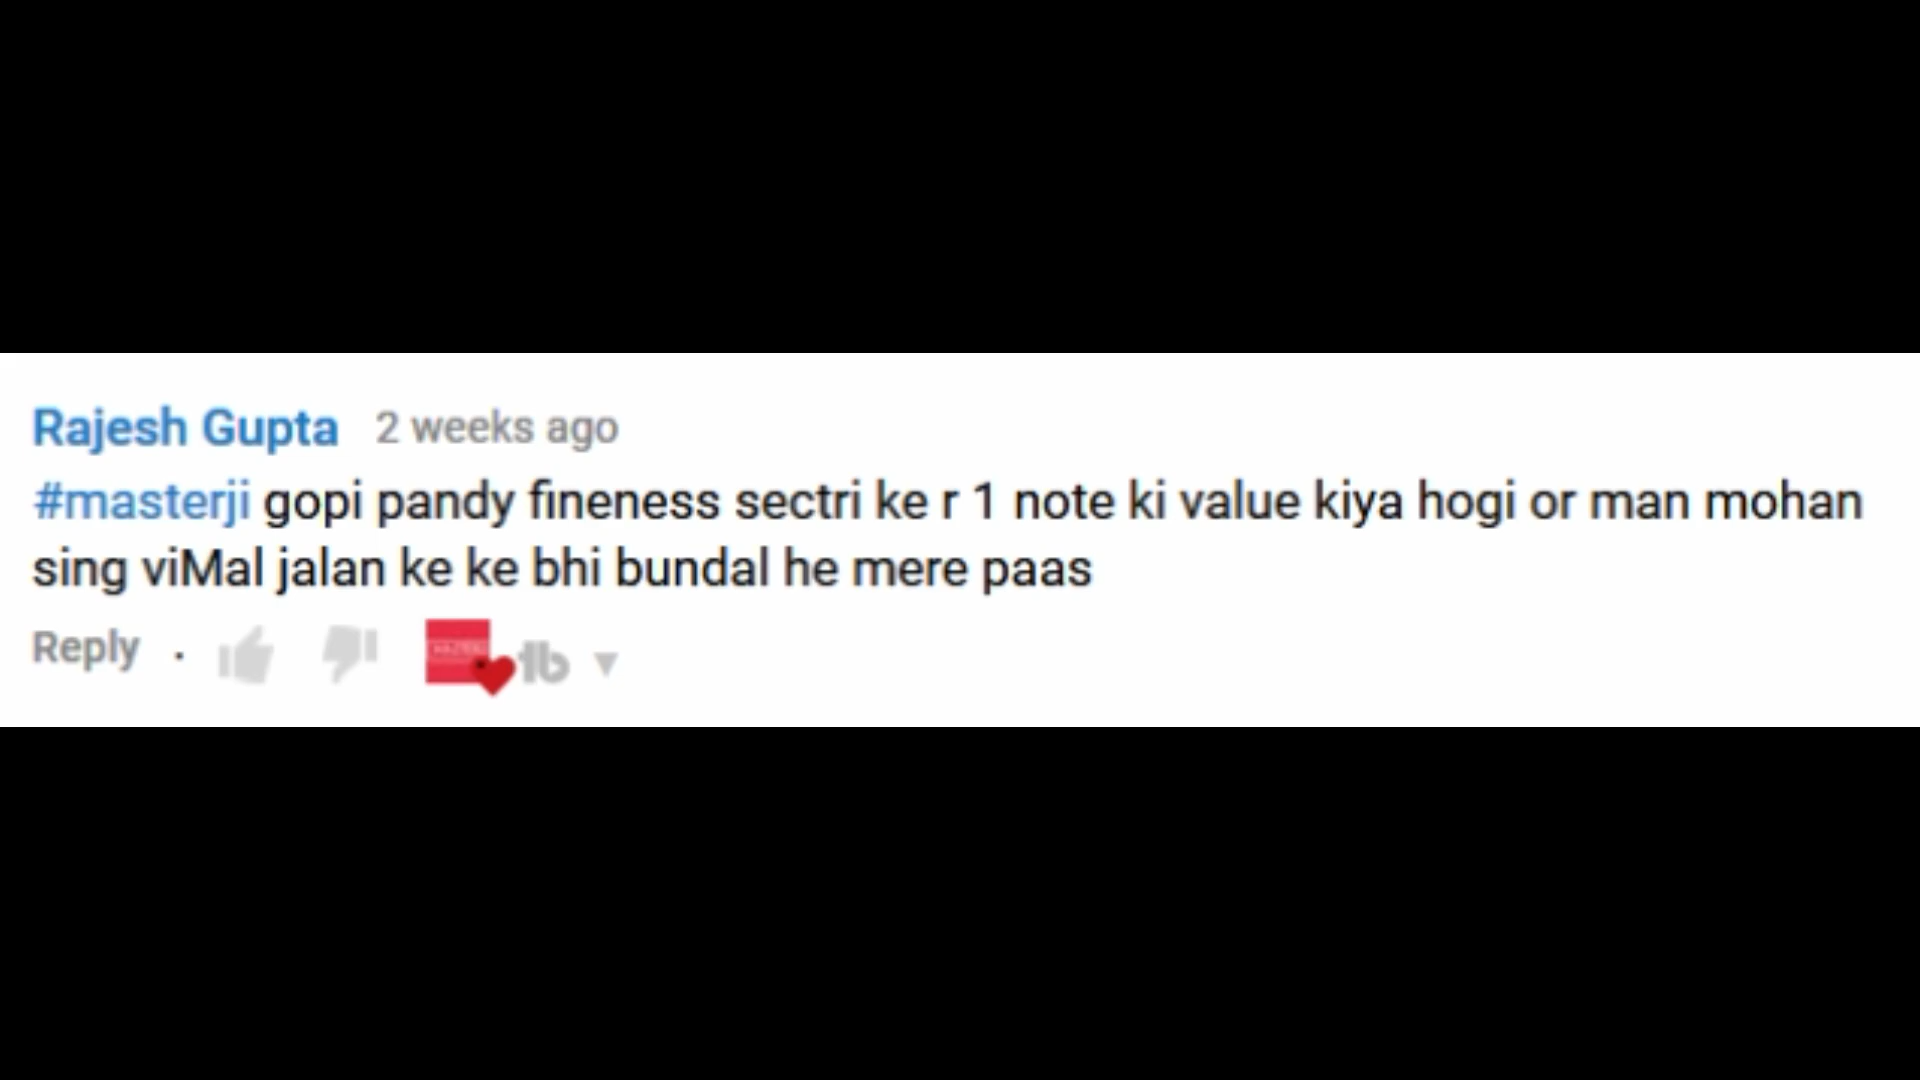 Rajesh Gupta 2 weeks ago
#masterji gopi pandy fineness sectri ke r 1 note ki value kiya hogi or man mohan
sing viMal jalan ke ke bhi bundal he mere paas
Reply .